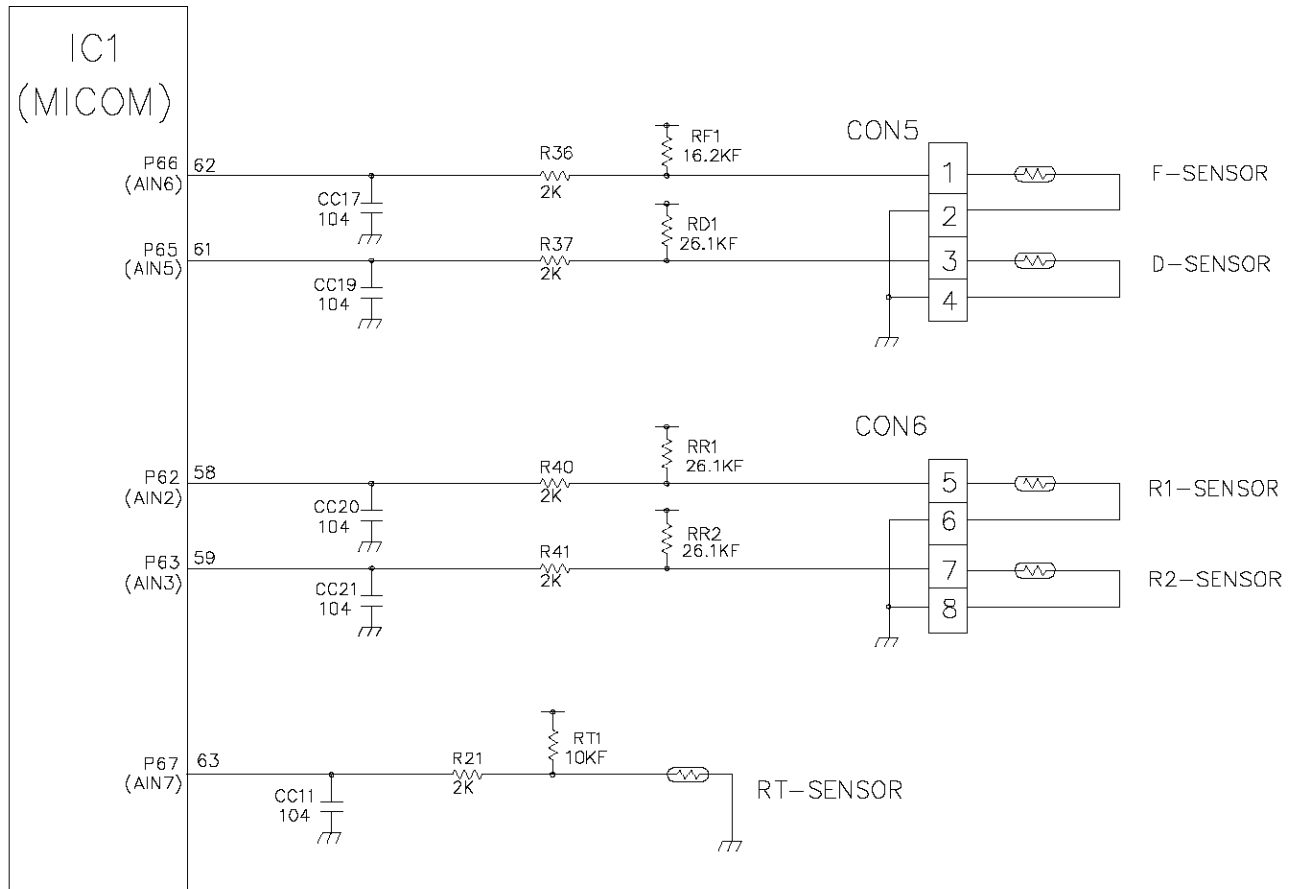 IC1
(MICOM)
P66
(AIN6)
62
CC17
104
R36
2K
RF1
16.2KF
CON5
1
F-SENSOR
2
P65
(AIN5)
61
CC19
104
R37
2K
RD1
26.1KF
3
D-SENSOR
4
CON6
P62
(AIN2)
58
CC20
104
R40
2K
RR1
26.1KF
5
R1-SENSOR
6
P63
(AIN3)
59
CC21
104
R41
2K
RR2
26.1KF
7
R2-SENSOR
8
P67
(AIN7)
63
CC11
104
R21
2K
RT1
10KF
RT-SENSOR